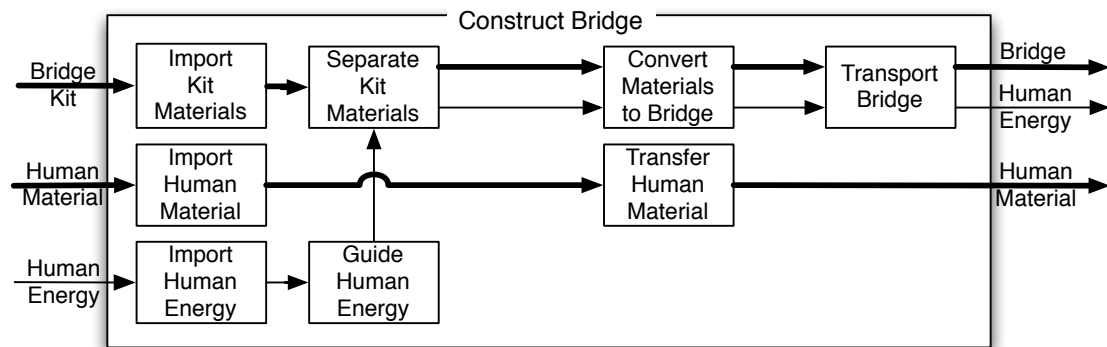 Construct Bridge
Bridge
Kit
Import
Kit
Materials
Separate
Kit
Materials
Convert
Materials
to Bridge
Transport
Bridge
Bridge
Human
Energy
Human
Material
Import
Human
Material
Transfer
Human
Material
Human
Material
Human
Energy
Import
Human
Energy
Guide
Human
Energy